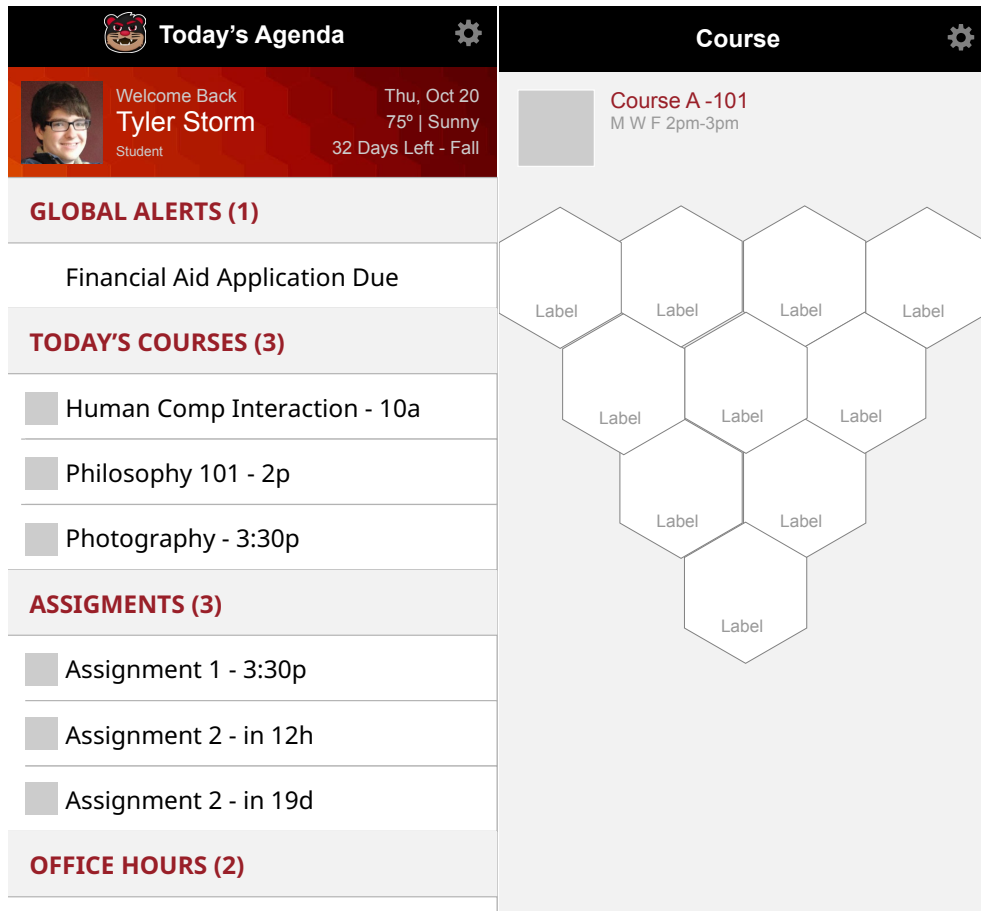 Today's Agenda
Welcome Back
Tyler Storm
Student
Thu, Oct 20
75º | Sunny
32 Days Left - Fall
GLOBAL ALERTS (1)
Financial Aid Application Due
TODAY'S COURSES (3)
Human Comp Interaction - 10a
Philosophy 101 - 2p
Photography - 3:30p
ASSIGMENTS (3)
Assignment 1 - 3:30p
Assignment 2 - in 12h
Assignment 2 - in 19d
OFFICE HOURS (2)
Course
Course A -101
M W F 2pm-3pm
Label Label Label Label
Label Label Label
Label Label
Label